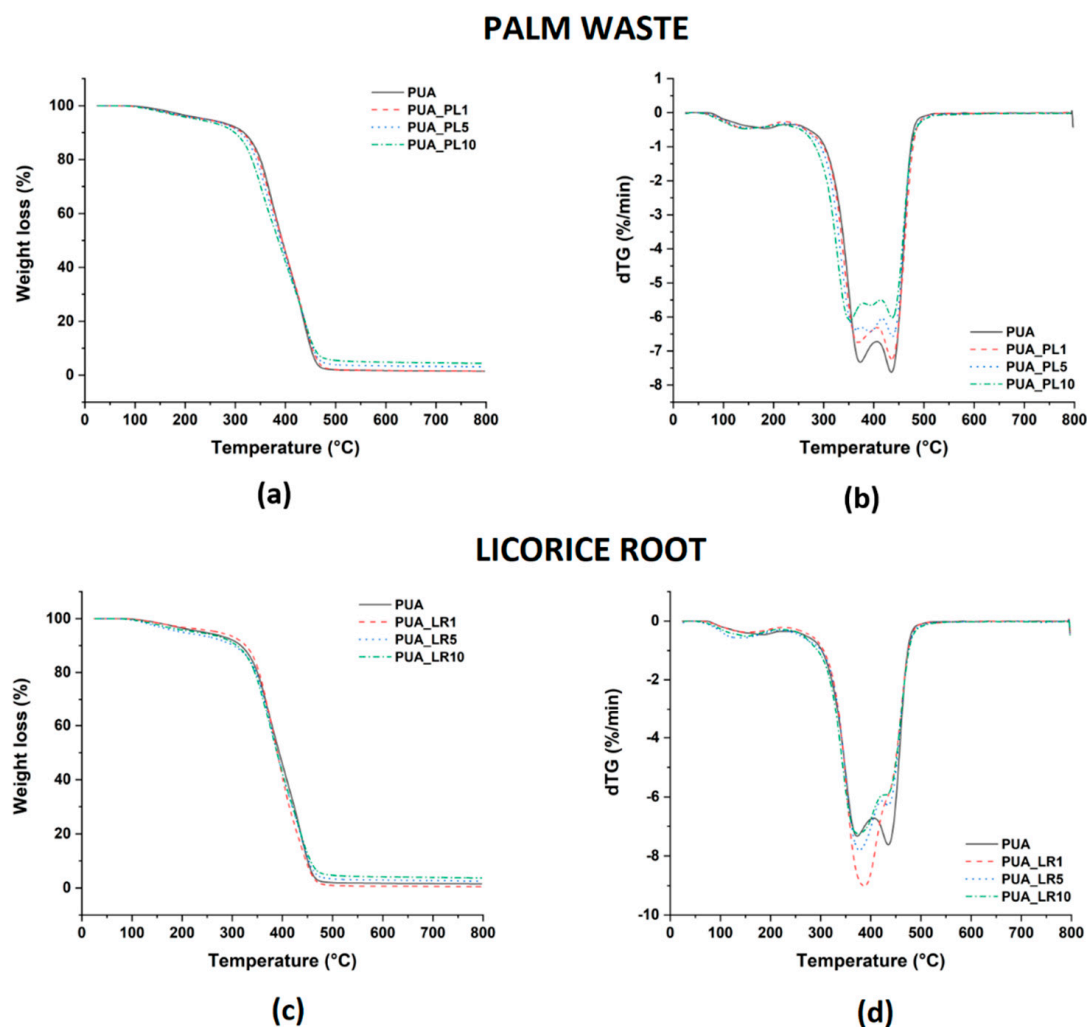 PALM WASTE
100
80
60
40
20
0
Weight loss (%)
PUA
PUA_PL1
PUA_PL5
PUA_PL10
0 100 200 300 400 500 600 700 800
Temperature (°C)
(a)
1
0
-1
-2
-3
-4
-5
-6
-7
-8
dTG (%/min)
PUA
PUA_PL1
PUA_PL5
PUA_PL10
0 100 200 300 400 500 600 700 800
Temperature (°C)
(b)
LICORICE ROOT
100
80
60
40
20
0
Weight loss (%)
PUA
PUA_LR1
PUA_LR5
PUA_LR10
0 100 200 300 400 500 600 700 800
Temperature (°C)
(c)
0
-2
-4
-6
-8
-10
dTG (%/min)
PUA
PUA_LR1
PUA_LR5
PUA_LR10
0 100 200 300 400 500 600 700 800
Temperature (°C)
(d)